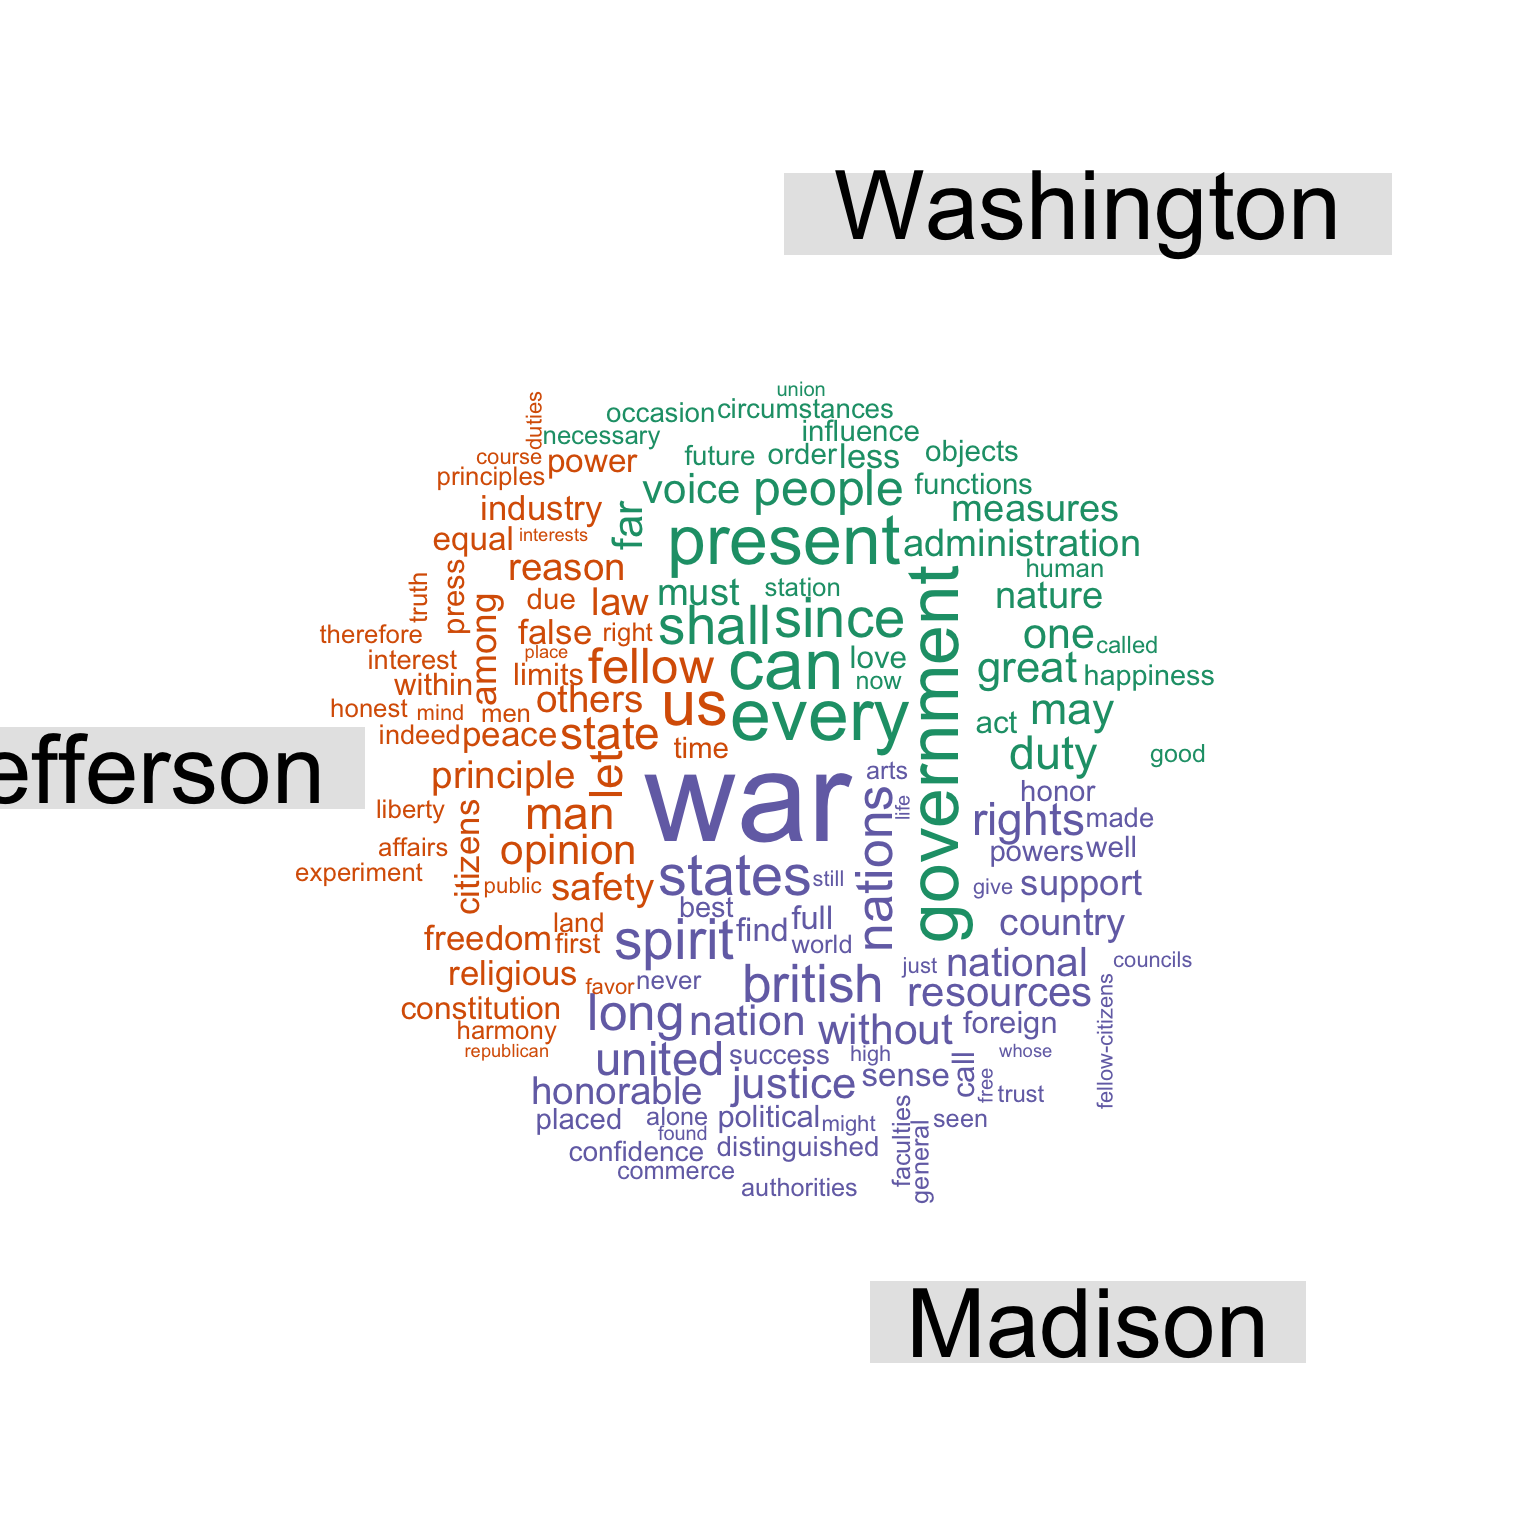 Washington
union
duties
occasion
circumstances
necessary
influence
course
power
future
order
less
objects
principles
voice
people
functions
industry
far
measures
equal
interests
present
administration
reason
human
truth
press
among
due
law
must
station
nature
therefore
false
right
shall
since
government
one
called
interest
place
limits
fellow
can
love
now
great
happiness
within
others
us
every
honest
mind
men
act
may
indeed
peace
state
time
duty
good
efferson
principle
let
war
arts
life
nations
honor
liberty
citizens
man
rights
made
affairs
opinion
powers
well
experiment
public
safety
states
still
give
support
land
best
full
find
world
country
freedom
first
spirit
national
just
councils
religious
favor
never
british
resources
fellow-citizens
constitution
long
nation
without
foreign
harmony
republican
united
success
high
whose
call
free
honorable
justice
sense
trust
placed
alone
political
might
faculties
general
seen
found
confidence
distinguished
commerce
authorities
Madison